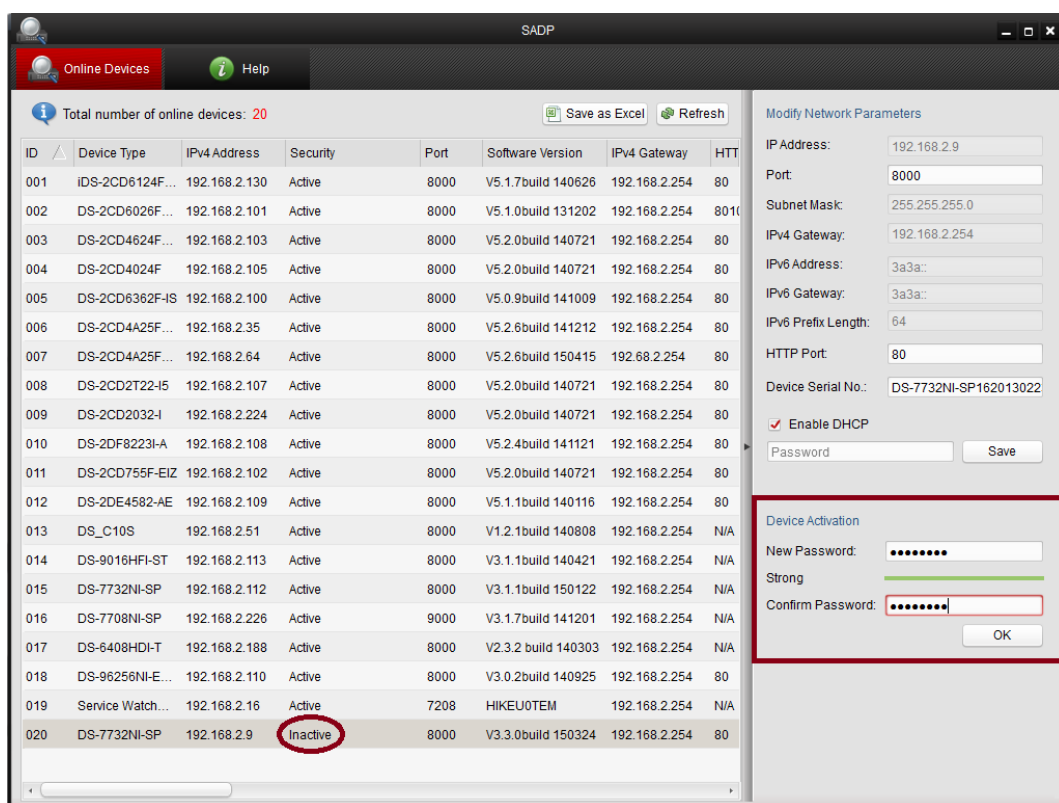 SADP
Online Devices Help
Total number of online devices: 20 Save as Excel Refresh
ID Device Type IPv4 Address Security Port Software Version IPv4 Gateway HTT
001 iDS-2CD6124F... 192.168.2.130 Active 8000 V5.1.7build 140626 192.168.2.254 80
002 DS-2CD6026F... 192.168.2.101 Active 8000 V5.1.0build 131202 192.168.2.254 8010
003 DS-2CD4624F... 192.168.2.103 Active 8000 V5.2.0build 140721 192.168.2.254 80
004 DS-2CD4024F 192.168.2.105 Active 8000 V5.2.0build 140721 192.168.2.254 80
005 DS-2CD6362F-IS 192.168.2.100 Active 8000 V5.0.9build 141009 192.168.2.254 80
006 DS-2CD4A25F... 192.168.2.35 Active 8000 V5.2.6build 141212 192.168.2.254 80
007 DS-2CD4A25F... 192.168.2.64 Active 8000 V5.2.6build 150415 192.68.2.254 80
008 DS-2CD2T22-I5 192.168.2.107 Active 8000 V5.2.0build 140721 192.168.2.254 80
009 DS-2CD2032-I 192.168.2.224 Active 8000 V5.2.0build 140721 192.168.2.254 80
010 DS-2DF8223I-A 192.168.2.108 Active 8000 V5.2.4build 141121 192.168.2.254 80
011 DS-2CD755F-EIZ 192.168.2.102 Active 8000 V5.2.0build 140721 192.168.2.254 80
012 DS-2DE4582-AE 192.168.2.109 Active 8000 V5.1.1build 140116 192.168.2.254 80
013 DS_C10S 192.168.2.51 Active 8000 V1.2.1build 140808 192.168.2.254 N/A
014 DS-9016HFI-ST 192.168.2.113 Active 8000 V3.1.1build 140421 192.168.2.254 N/A
015 DS-7732NI-SP 192.168.2.112 Active 8000 V3.1.1build 150122 192.168.2.254 N/A
016 DS-7708NI-SP 192.168.2.226 Active 9000 V3.1.7build 141201 192.168.2.254 N/A
017 DS-6408HDI-T 192.168.2.188 Active 8000 V2.3.2 build 140303 192.168.2.254 N/A
018 DS-96256NI-E... 192.168.2.110 Active 8000 V3.0.2build 140925 192.168.2.254 80
019 Service Watch... 192.168.2.16 Active 7208 HIKEU0TEM 192.168.2.254 N/A
020 DS-7732NI-SP 192.168.2.9 Inactive 8000 V3.3.0build 150324 192.168.2.254 80
Modify Network Parameters
IP Address: 192.168.2.9
Port: 8000
Subnet Mask: 255.255.255.0
IPv4 Gateway: 192.168.2.254
IPv6 Address: 3a3a::
IPv6 Gateway: 3a3a::
IPv6 Prefix Length: 64
HTTP Port: 80
Device Serial No.: DS-7732NI-SP162013022
Enable DHCP
Password Save
Device Activation
New Password: ●●●●●●●●
Strong
Confirm Password: ●●●●●●●●
OK